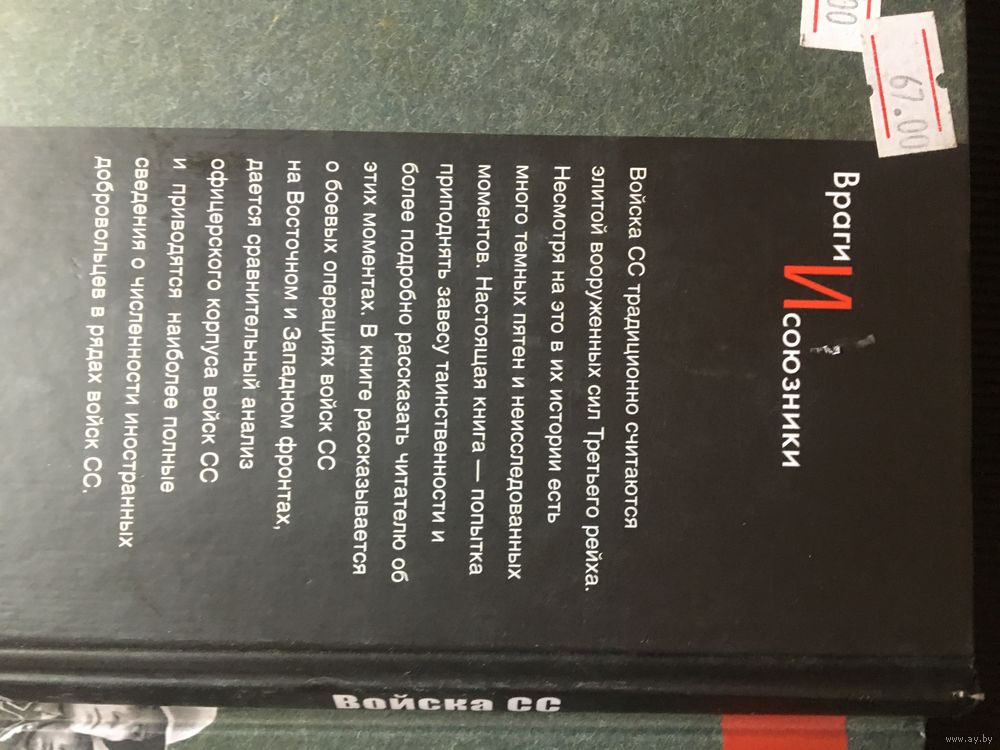 00
67.00
Враги
И
союзники
Войска СС традиционно считаются
элитой вооруженных сил Третьего рейха.
Несмотря на это в их истории есть
много темных пятен и неисследованных
моментов. Настоящая книга — попытка
приподнять завесу таинственности и
более подробно рассказать читателю об
этих моментах. В книге рассказывается
о боевых операциях войск СС
на Восточном и Западном фронтах,
дается сравнительный анализ
офицерского корпуса войск СС
и приводятся наиболее полные
сведения о численности иностранных
добровольцев в рядах войск СС.
Войска СС
www.ay.by